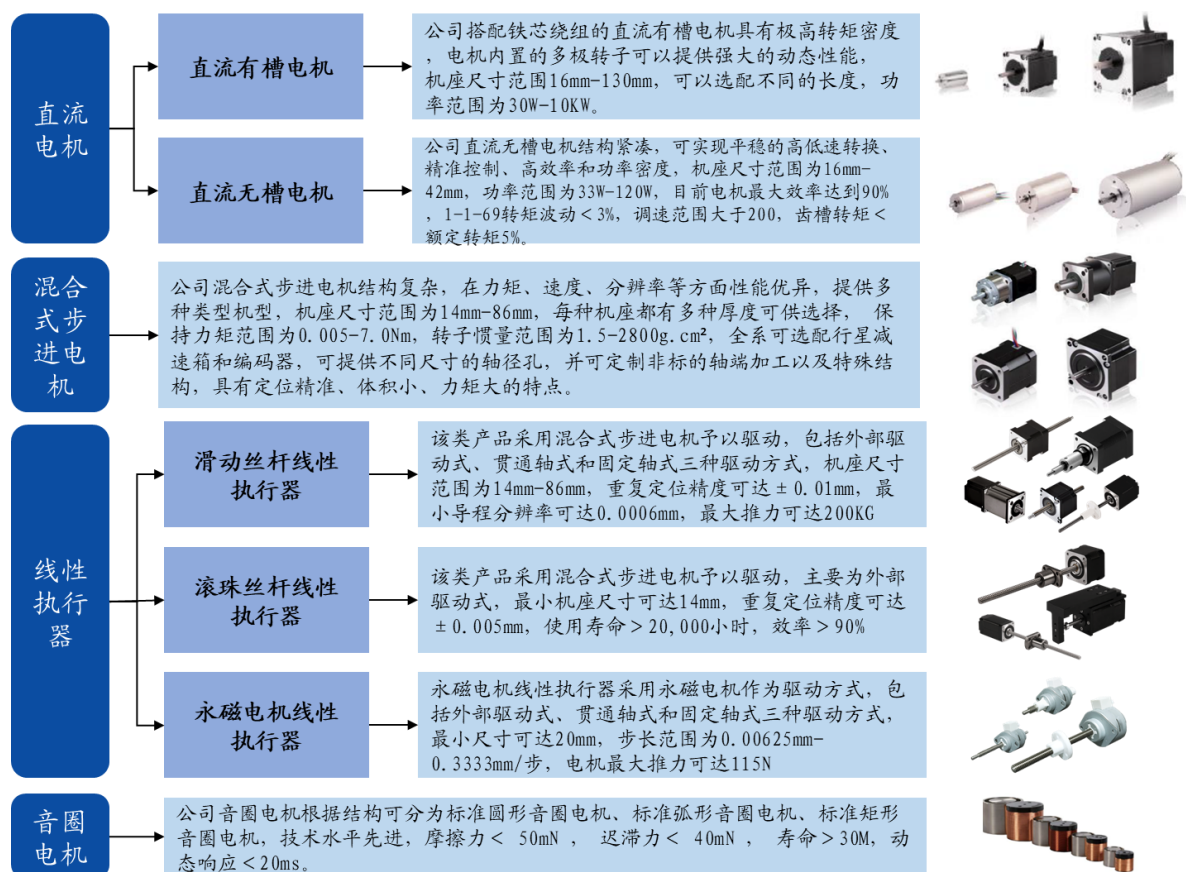 直流
电机
直流有槽电机
公司搭配铁芯绕组的直流有槽电机具有极高转矩密度
，电机内置的多极转子可以提供强大的动态性能，
机座尺寸范围16mm-130mm，可以选配不同的长度，功
率范围为30W-10KW。
直流无槽电机
公司直流无槽电机结构紧凑，可实现平稳的高低速转换、
精准控制、高效率和功率密度，机座尺寸范围为16mm-
42mm，功率范围为33W-120W，目前电机最大效率达到90%
，1-1-69转矩波动＜3%，调速范围大于200，齿槽转矩＜
额定转矩5%。
混合
式步
进电
机
公司混合式步进电机结构复杂，在力矩、速度、分辨率等方面性能优异，提供多
种类型机型，机座尺寸范围为14mm-86mm，每种机座都有多种厚度可供选择， 保
持力矩范围为0.005-7.0Nm，转子惯量范围为1.5-2800g.cm²，全系可选配行星减
速箱和编码器，可提供不同尺寸的轴径孔，并可定制非标的轴端加工以及特殊结
构，具有定位精准、体积小、力矩大的特点。
线性
执行
器
滑动丝杆线性
执行器
该类产品采用混合式步进电机予以驱动，包括外部驱
动式、贯通轴式和固定轴式三种驱动方式，机座尺寸
范围为14mm-86mm，重复定位精度可达±0.01mm，最
小导程分辨率可达0.0006mm，最大推力可达200KG
滚珠丝杆线性
执行器
该类产品采用混合式步进电机予以驱动，主要为外部
驱动式，最小机座尺寸可达14mm，重复定位精度可达
±0.005mm，使用寿命＞20,000小时，效率＞90%
永磁电机线性
执行器
永磁电机线性执行器采用永磁电机作为驱动方式，包
括外部驱动式、贯通轴式和固定轴式三种驱动方式，
最小尺寸可达20mm，步长范围为0.00625mm-
0.3333mm/步，电机最大推力可达115N
音圈
电机
公司音圈电机根据结构可分为标准圆形音圈电机、标准弧形音圈电机、标准矩形
音圈电机，技术水平先进，摩擦力＜ 50mN ， 迟滞力＜ 40mN ， 寿命＞30M，动
态响应＜20ms。